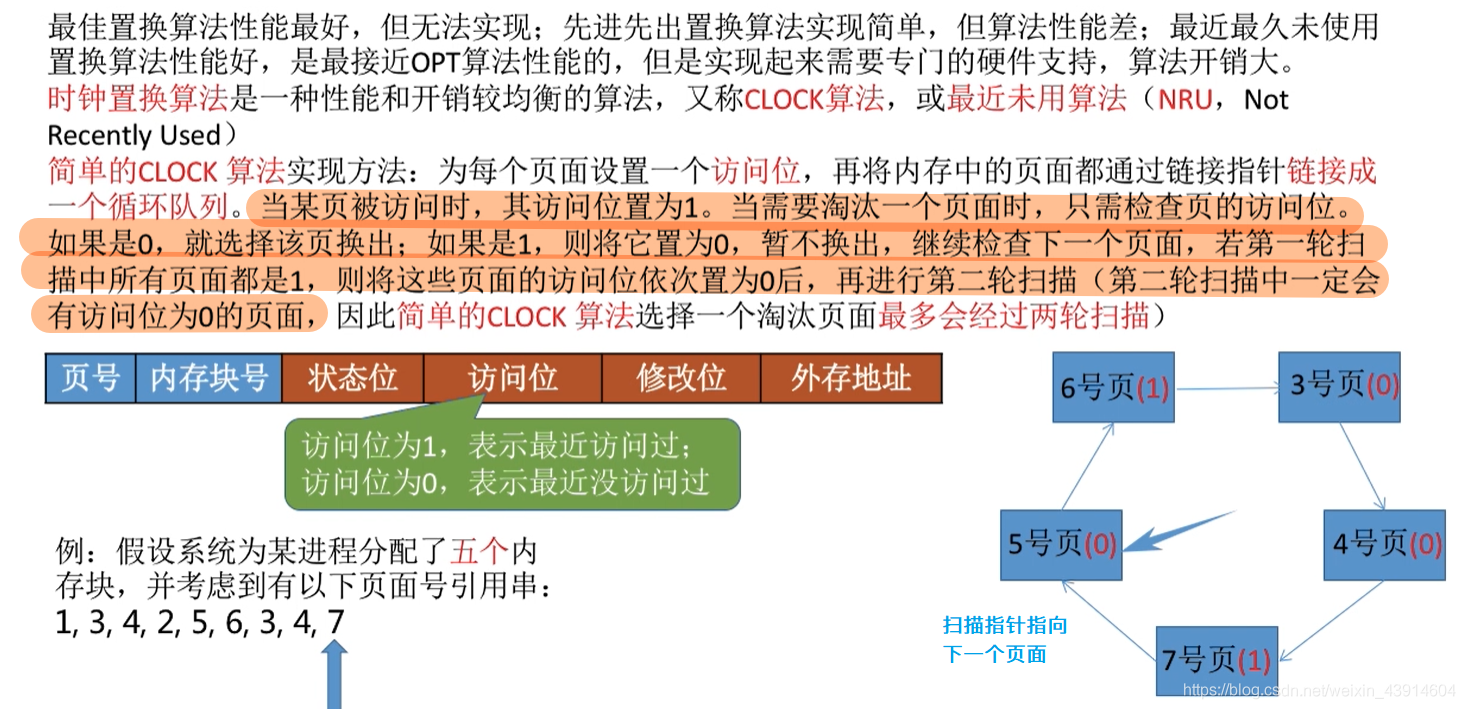 最佳置换算法性能最好，但无法实现；先进先出置换算法实现简单，但算法性能差；最近最久未使用
置换算法性能好，是最接近OPT算法性能的，但是实现起来需要专门的硬件支持，算法开销大。
时钟置换算法是一种性能和开销较均衡的算法，又称CLOCK算法，或最近未用算法（NRU，Not
Recently Used）
简单的CLOCK 算法实现方法：为每个页面设置一个访问位，再将内存中的页面都通过链接指针链接成
一个循环队列。当某页被访问时，其访问位置为1。当需要淘汰一个页面时，只需检查页的访问位。
如果是0，就选择该页换出；如果是1，则将它置为0，暂不换出，继续检查下一个页面，若第一轮扫
描中所有页面都是1，则将这些页面的访问位依次置为0后，再进行第二轮扫描（第二轮扫描中一定会
有访问位为0的页面，因此简单的CLOCK 算法选择一个淘汰页面最多会经过两轮扫描）
页号 内存块号 状态位 访问位 修改位 外存地址
访问位为1，表示最近访问过；
访问位为0，表示最近没访问过
例：假设系统为某进程分配了五个内
存块，并考虑到有以下页面号引用串：
1, 3, 4, 2, 5, 6, 3, 4, 7
6号页(1)
3号页(0)
5号页(0)
4号页(0)
7号页(1)
扫描指针指向
下一个页面
https://blog.csdn.net/weixin_43914604